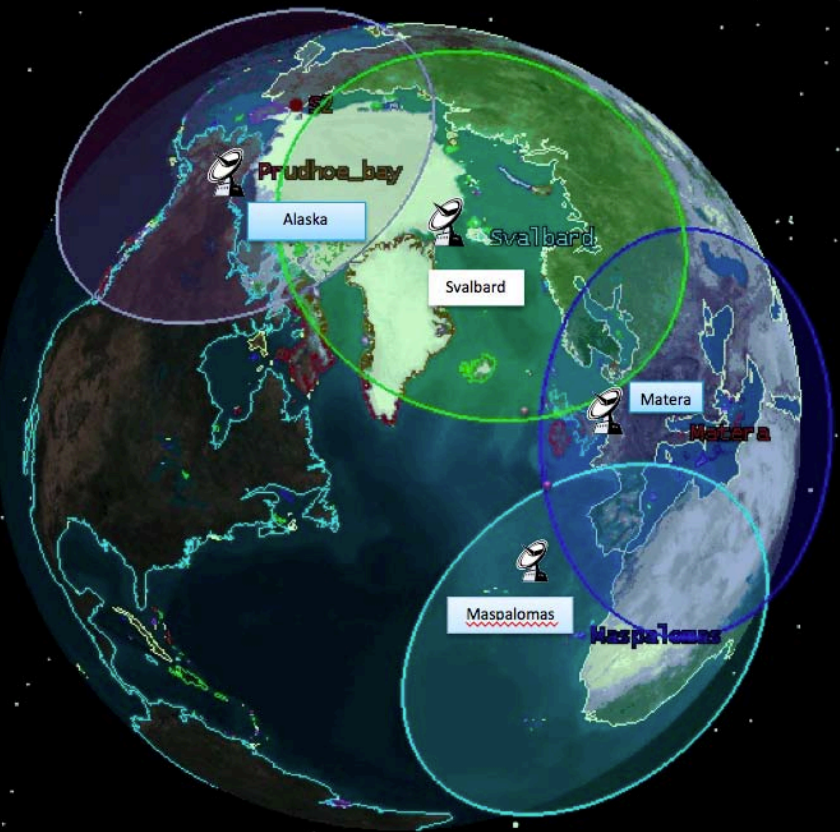 S2
Prudhoe_bay
Alaska
Svalbard
Svalbard
Matera
Matera
Maspalomas
Maspalomas